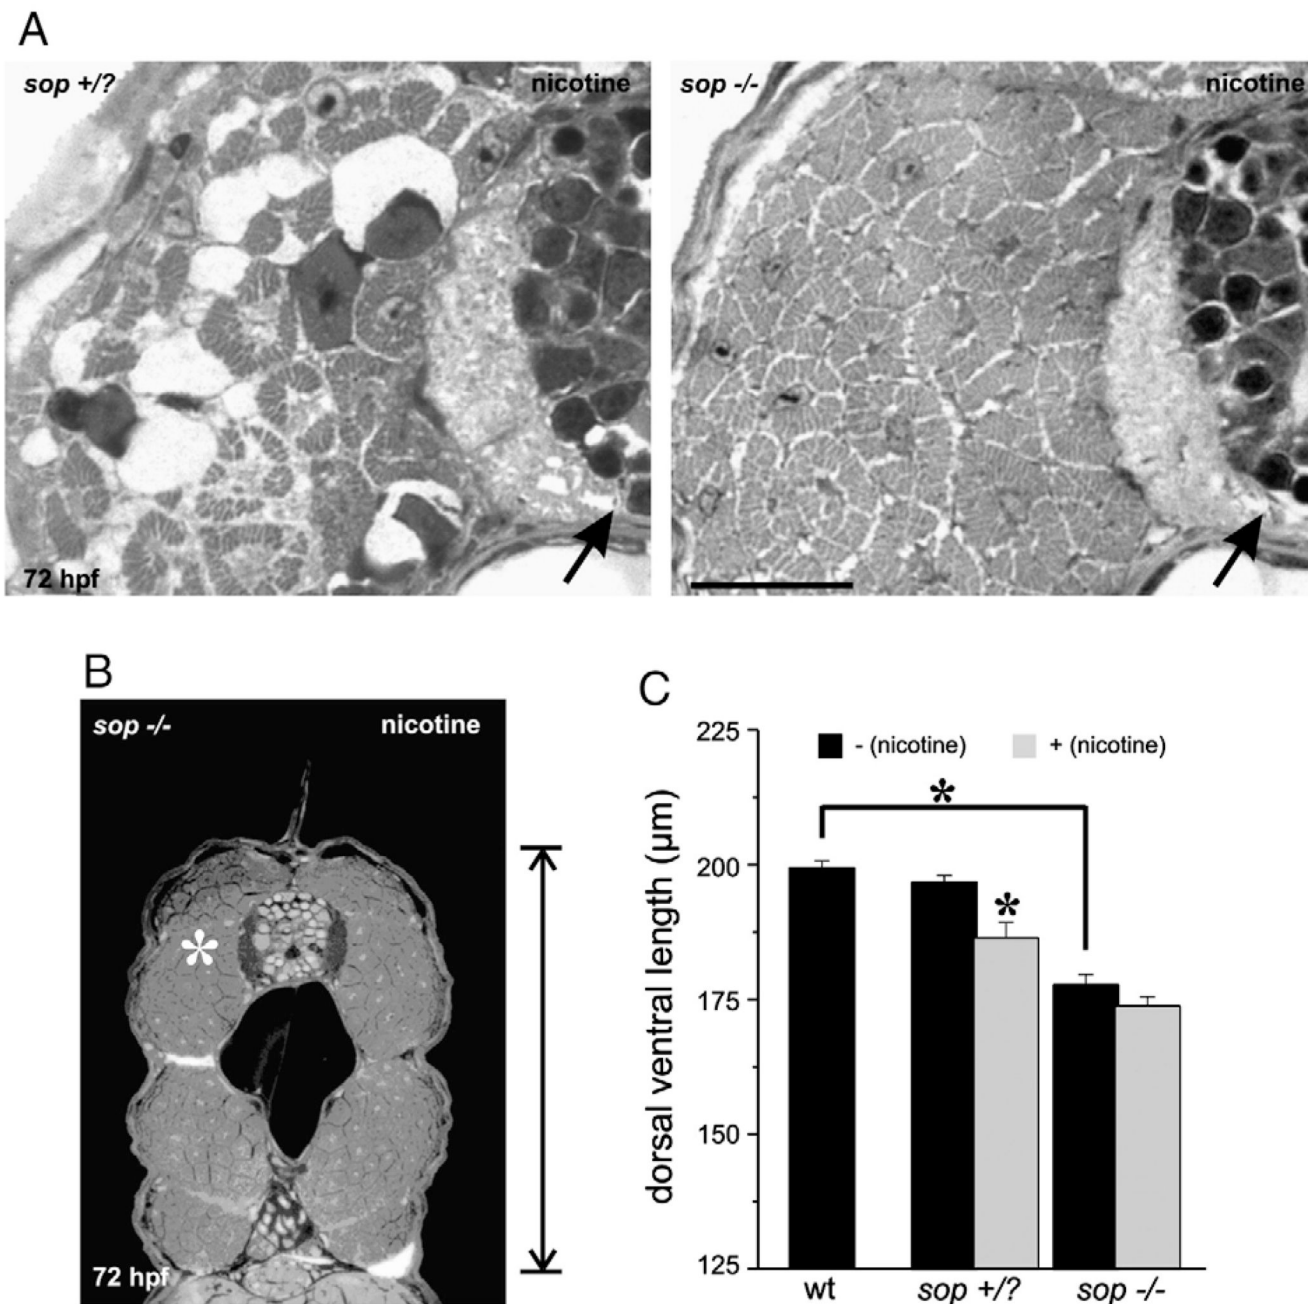 A
sop +/?
nicotine
sop -/-
nicotine
72 hpf
B
sop -/-
nicotine
*
72 hpf
C
225
200
175
150
125
dorsal ventral length (µm)
- (nicotine)
+ (nicotine)
*
*
wt
sop +/?
sop -/-